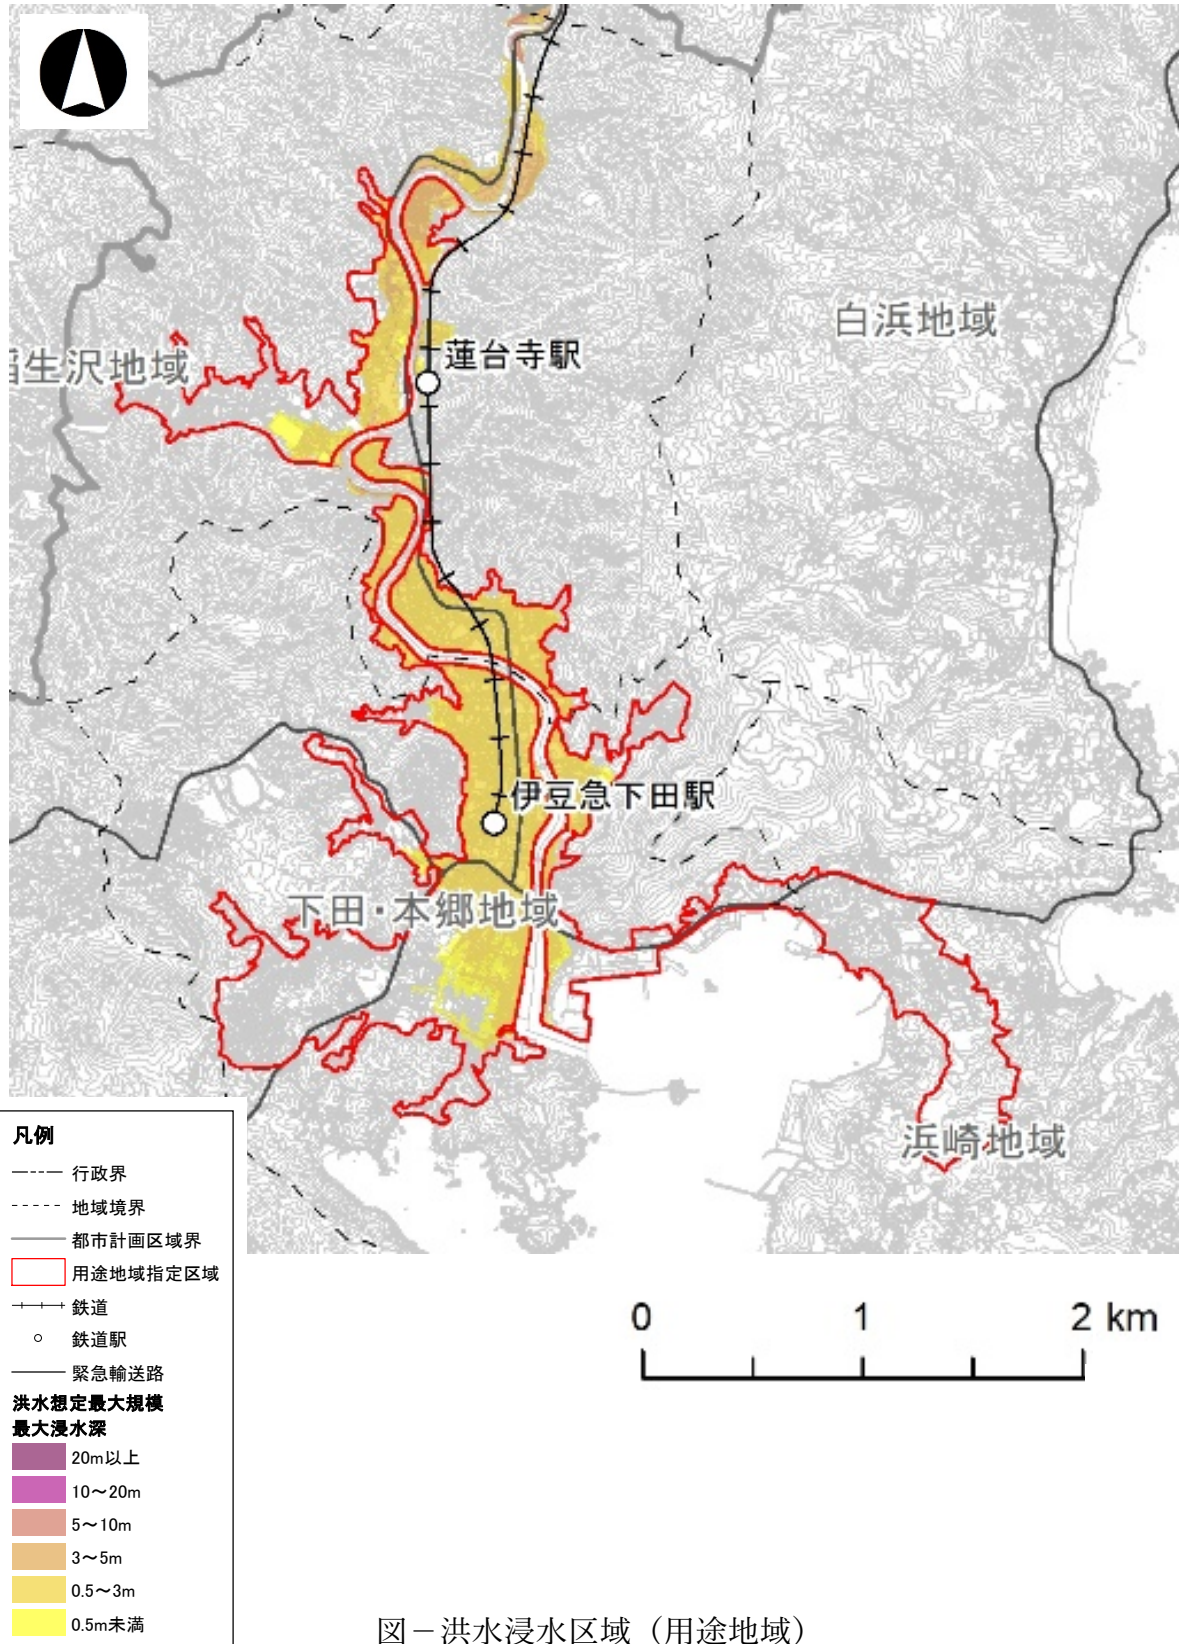 白浜地域
蓮台寺駅
生沢地域
伊豆急下田駅
下田・本郷地域
浜崎地域
凡例
行政界
地域境界
都市計画区域界
用途地域指定区域
鉄道
鉄道駅
緊急輸送路
洪水想定最大規模
最大浸水深
20m以上
10～20m
5～10m
3～5m
0.5～3m
0.5m未満
0 1 2 km
図－洪水浸水区域（用途地域）